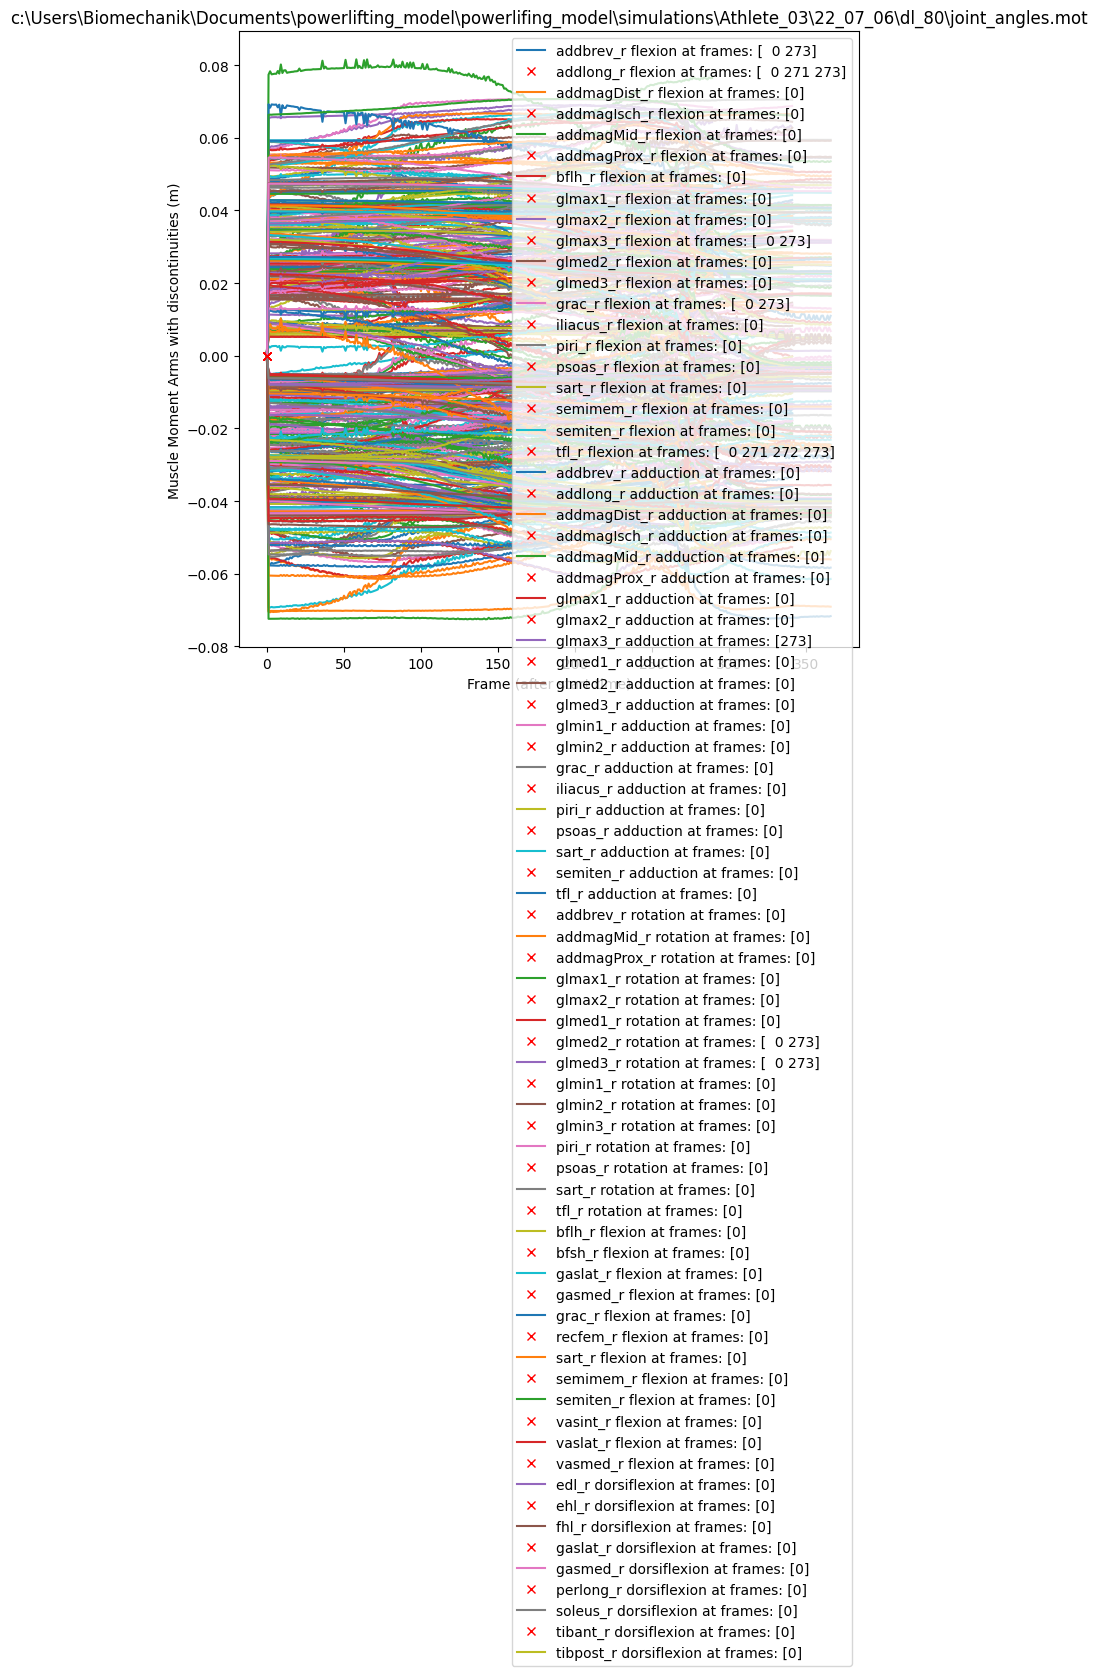 c:\Users\Biomechanik\Documents\powerlifting_model\powerlifing_model\simulations\Athlete_03\22_07_06\dl_80\joint_angles.mot
Muscle Moment Arms with discontinuities (m)
0.08
0.06
0.04
0.02
0.00
−0.02
−0.04
−0.06
−0.08
0
50
100
150
350
Frame (after
addbrev_r flexion at frames: [  0 273]
addlong_r flexion at frames: [  0 271 273]
addmagDist_r flexion at frames: [0]
addmagIsch_r flexion at frames: [0]
addmagMid_r flexion at frames: [0]
addmagProx_r flexion at frames: [0]
bflh_r flexion at frames: [0]
glmax1_r flexion at frames: [0]
glmax2_r flexion at frames: [0]
glmax3_r flexion at frames: [  0 273]
glmed2_r flexion at frames: [0]
glmed3_r flexion at frames: [0]
grac_r flexion at frames: [  0 273]
iliacus_r flexion at frames: [0]
piri_r flexion at frames: [0]
psoas_r flexion at frames: [0]
sart_r flexion at frames: [0]
semimem_r flexion at frames: [0]
semiten_r flexion at frames: [0]
tfl_r flexion at frames: [  0 271 272 273]
addbrev_r adduction at frames: [0]
addlong_r adduction at frames: [0]
addmagDist_r adduction at frames: [0]
addmagIsch_r adduction at frames: [0]
addmagMid_r adduction at frames: [0]
addmagProx_r adduction at frames: [0]
glmax1_r adduction at frames: [0]
glmax2_r adduction at frames: [0]
glmax3_r adduction at frames: [273]
glmed1_r adduction at frames: [0]
glmed2_r adduction at frames: [0]
glmed3_r adduction at frames: [0]
glmin1_r adduction at frames: [0]
glmin2_r adduction at frames: [0]
grac_r adduction at frames: [0]
iliacus_r adduction at frames: [0]
piri_r adduction at frames: [0]
psoas_r adduction at frames: [0]
sart_r adduction at frames: [0]
semiten_r adduction at frames: [0]
tfl_r adduction at frames: [0]
addbrev_r rotation at frames: [0]
addmagMid_r rotation at frames: [0]
addmagProx_r rotation at frames: [0]
glmax1_r rotation at frames: [0]
glmax2_r rotation at frames: [0]
glmed1_r rotation at frames: [0]
glmed2_r rotation at frames: [  0 273]
glmed3_r rotation at frames: [  0 273]
glmin1_r rotation at frames: [0]
glmin2_r rotation at frames: [0]
glmin3_r rotation at frames: [0]
piri_r rotation at frames: [0]
psoas_r rotation at frames: [0]
sart_r rotation at frames: [0]
tfl_r rotation at frames: [0]
bflh_r flexion at frames: [0]
bfsh_r flexion at frames: [0]
gaslat_r flexion at frames: [0]
gasmed_r flexion at frames: [0]
grac_r flexion at frames: [0]
recfem_r flexion at frames: [0]
sart_r flexion at frames: [0]
semimem_r flexion at frames: [0]
semiten_r flexion at frames: [0]
vasint_r flexion at frames: [0]
vaslat_r flexion at frames: [0]
vasmed_r flexion at frames: [0]
edl_r dorsiflexion at frames: [0]
ehl_r dorsiflexion at frames: [0]
fhl_r dorsiflexion at frames: [0]
gaslat_r dorsiflexion at frames: [0]
gasmed_r dorsiflexion at frames: [0]
perlong_r dorsiflexion at frames: [0]
soleus_r dorsiflexion at frames: [0]
tibant_r dorsiflexion at frames: [0]
tibpost_r dorsiflexion at frames: [0]